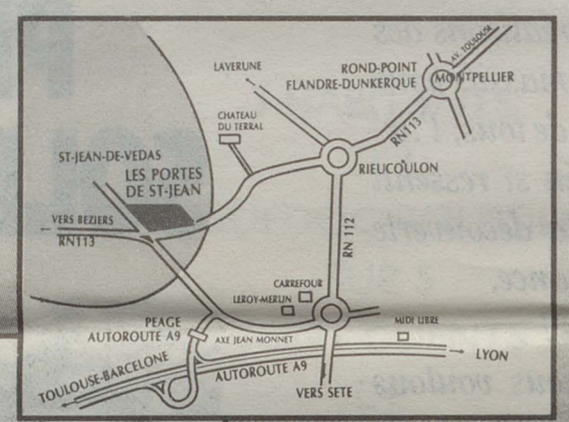 AV. TOULOUSE
LAVERUNE
ROND-POINT
FLANDRE-DUNKERQUE
MONTPELLIER
CHATEAU
DU TERRAL
RN113
ST-JEAN-DE-VEDAS
LES PORTES
DE ST-JEAN
RIEUCOULON
VERS BEZIERS
RN113
RN 112
CARREFOUR
LEROY-MERLIN
PEAGE
AUTOROUTE A9
AXE JEAN MONNET
MIDI LIBRE
LYON
TOULOUSE-BARCELONE
AUTOROUTE A9
VERS SETE